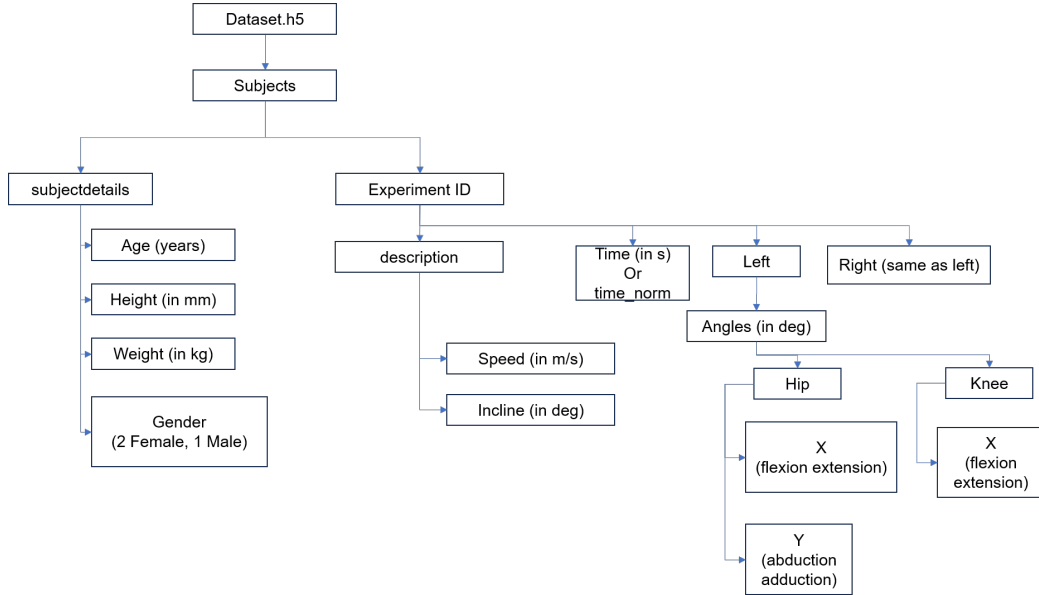 Dataset.h5
Subjects
subjectdetails
Experiment ID
Age (years)
Height (in mm)
Weight (in kg)
Gender
(2 Female, 1 Male)
description
Speed (in m/s)
Incline (in deg)
Time (in s)
Or
time_norm
Left
Right (same as left)
Angles (in deg)
Hip
Knee
X
(flexion extension)
Y
(abduction
adduction)
X
(flexion
extension)